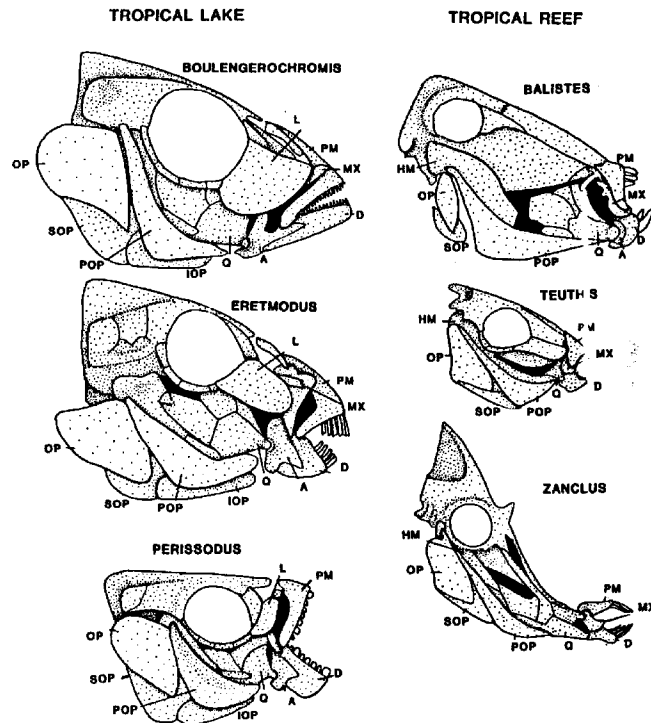 TROPICAL LAKE
BOULENGEROCHROMIS
L
PM
MX
OP
D
SOP
POP
IOP
Q
A
ERETMODUS
L
PM
MX
OP
D
Q
A
SOP
POP
IOP
PERISSODUS
L
PM
OP
D
SOP
POP
IOP
Q
A
TROPICAL REEF
BALISTES
PM
HM
MX
OP
D
SOP
POP
Q
A
TEUTH S
HM
PM
MX
OP
D
Q
SOP
POP
ZANCLUS
HM
OP
PM
MX
SOP
POP
Q
D